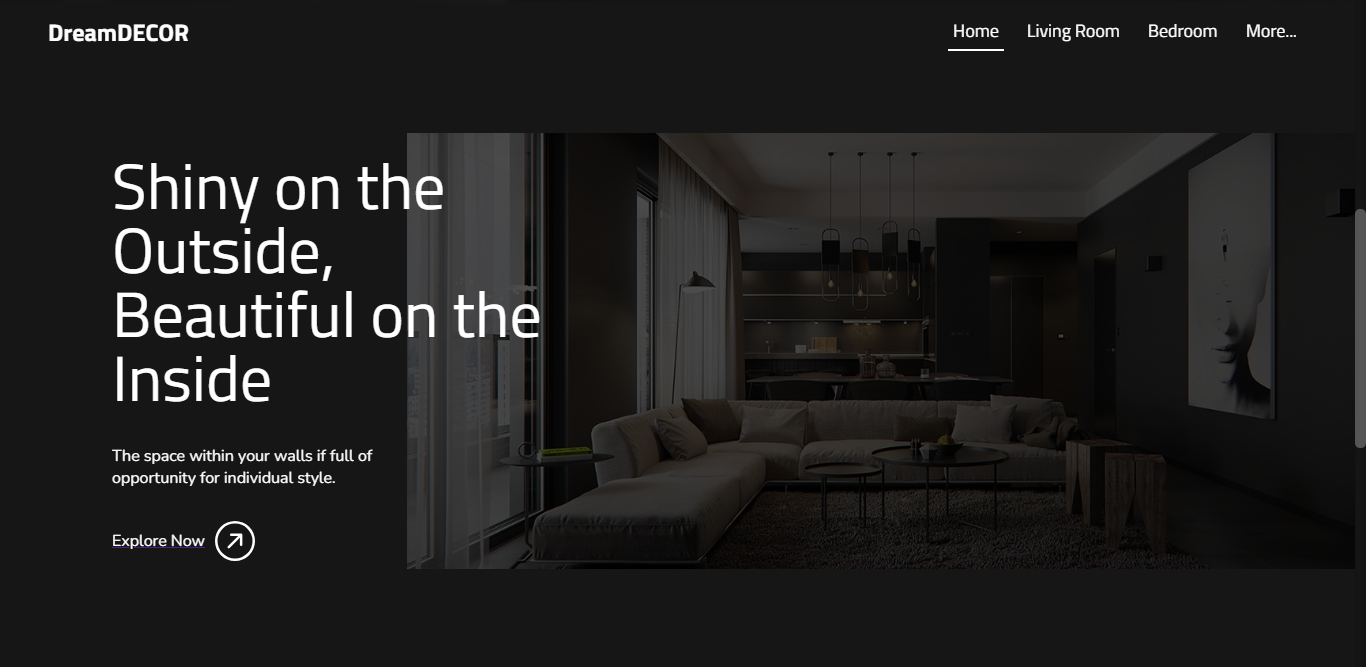 DreamDECOR
Home
Living Room
Bedroom
More...
Shiny on the
Outside,
Beautiful on the
Inside
The space within your walls if full of
opportunity for individual style.
Explore Now